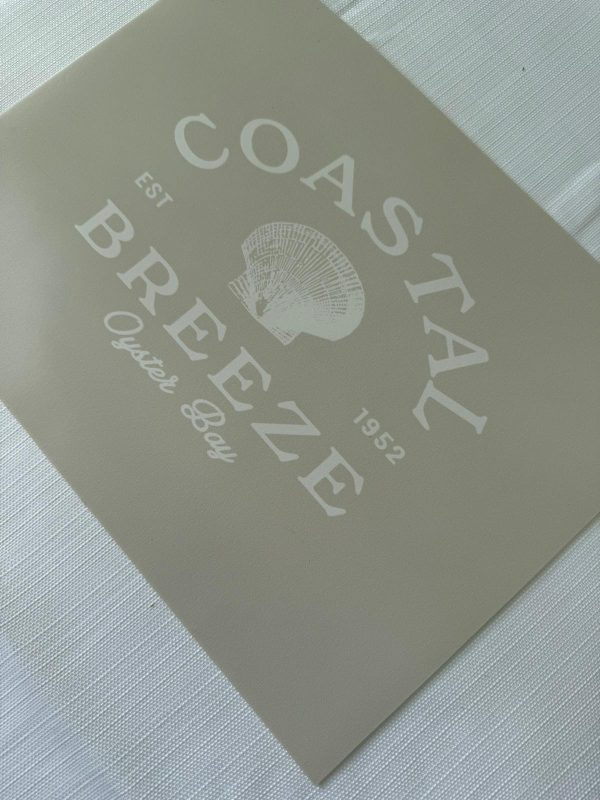 COASTAL
EST
1952
BREEZE
Oyster Bay